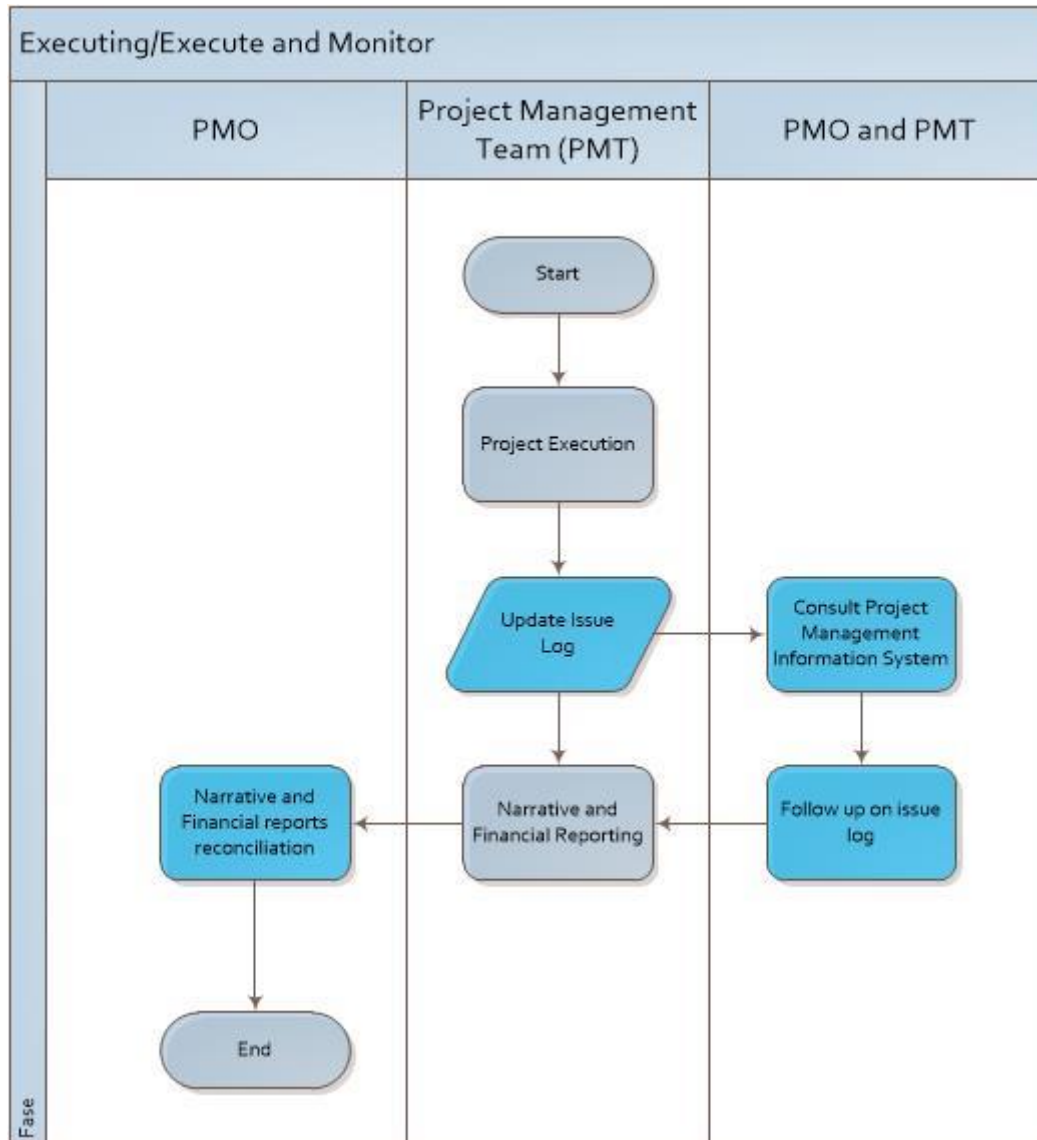 Executing/Execute and Monitor
PMO
Project Management
Team (PMT)
PMO and PMT
Start
Project Execution
Update Issue
Log
Consult Project
Management
Information System
Narrative and
Financial reports
reconciliation
Narrative and
Financial Reporting
Follow up on issue
log
End
Fase